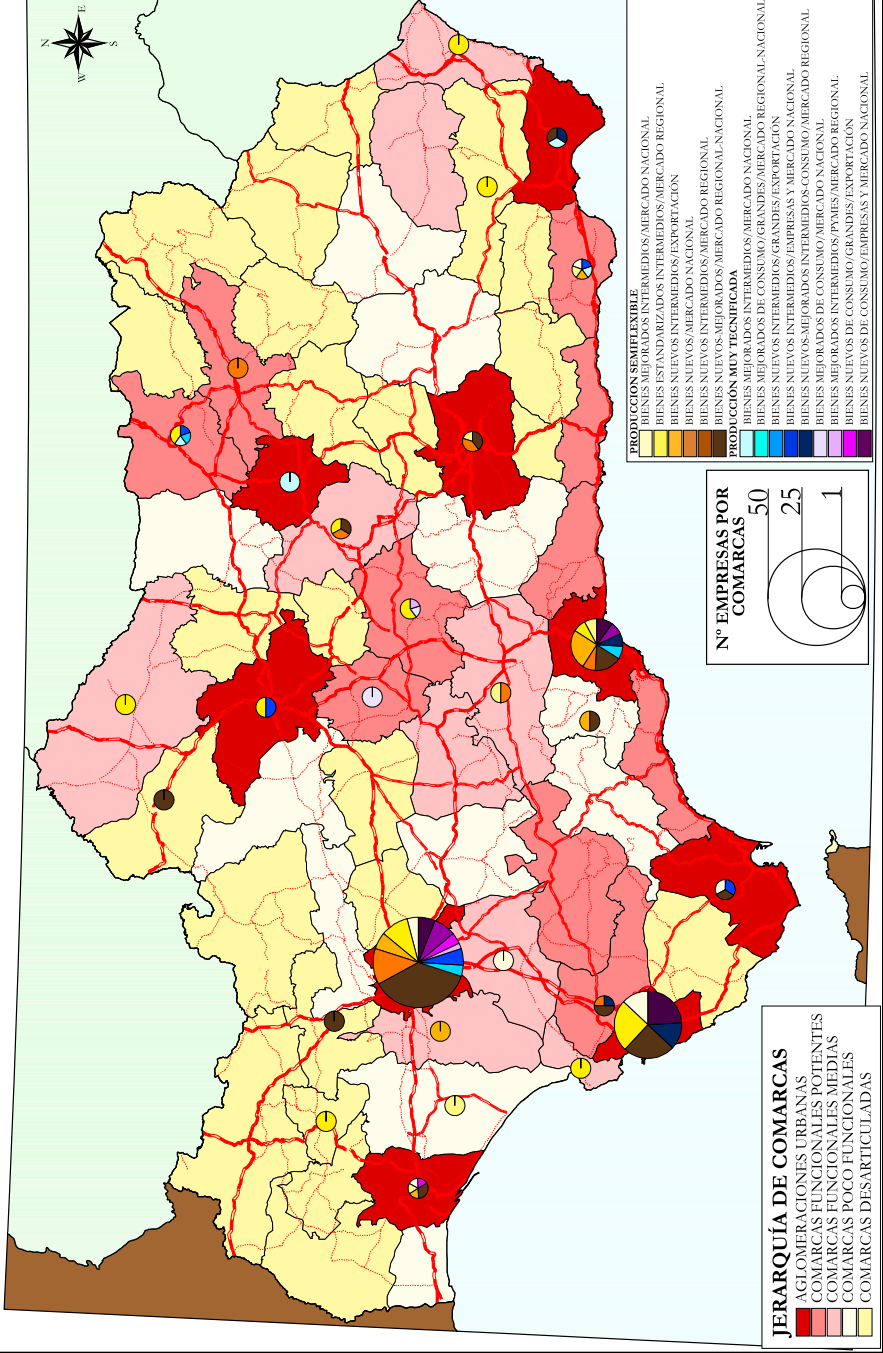 N
E
S
W
PRODUCCION SEMIFLEXIBLE
BIENES MEJORADOS INTERMEDIOS/MERCADO NACIONAL
BIENES ESTANDARIZADOS INTERMEDIOS/MERCADO REGIONAL
BIENES NUEVOS INTERMEDIOS/EXPORTACIÓN
BIENES NUEVOS/MERCADO NACIONAL
BIENES NUEVOS INTERMEDIOS/MERCADO REGIONAL
BIENES NUEVOS-MEJORADOS/MERCADO REGIONAL-NACIONAL
PRODUCCIÓN MUY TECNIFICADA
BIENES MEJORADOS INTERMEDIOS/MERCADO NACIONAL
BIENES MEJORADOS DE CONSUMO/GRANDES/MERCADO REGIONAL-NACIONAL
BIENES NUEVOS INTERMEDIOS/GRANDES/EXPORTACIÓN
BIENES NUEVOS INTERMEDIOS/EMPRESAS Y MERCADO NACIONAL
BIENES NUEVOS-MEJORADOS INTERMEDIOS-CONSUMO/MERCADO REGIONAL
BIENES MEJORADOS DE CONSUMO/MERCADO NACIONAL
BIENES MEJORADOS INTERMEDIOS/PYMES/MERCADO REGIONAL
BIENES NUEVOS DE CONSUMO/GRANDES/EXPORTACIÓN
BIENES NUEVOS DE CONSUMO/EMPRESAS Y MERCADO NACIONAL
Nº EMPRESAS POR
COMARCAS
50
25
1
JERARQUÍA DE COMARCAS
AGLOMERACIONES URBANAS
COMARCAS FUNCIONALES POTENTES
COMARCAS FUNCIONALES MEDIAS
COMARCAS POCO FUNCIONALES
COMARCAS DESARTICULADAS